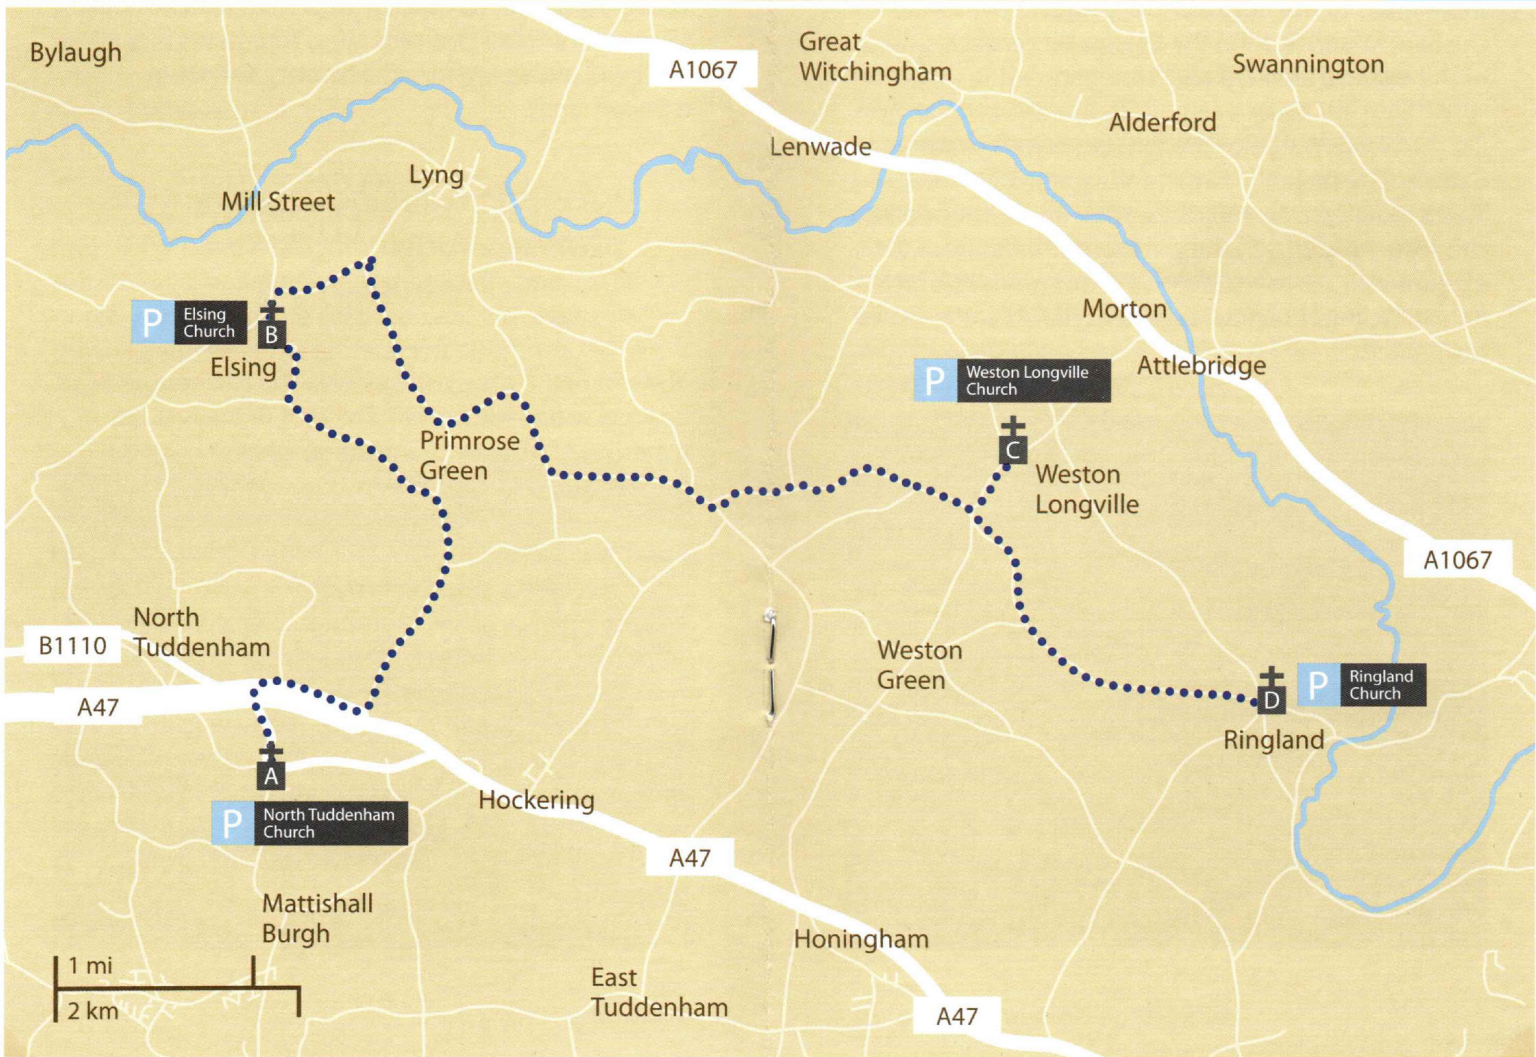 Bylaugh
A1067
Great
Witchingham
Swannington
Alderford
Lenwade
Lyng
Mill Street
P
Elsing
Church
B
Elsing
Morton
Attlebridge
P
Weston Longville
Church
C
Weston
Longville
Primrose
Green
A1067
North
Tuddenham
B1110
A47
Weston
Green
D
P
Ringland
Church
Ringland
A
P
North Tuddenham
Church
Hockering
A47
Mattishall
Burgh
Honingham
1 mi
2 km
East
Tuddenham
A47